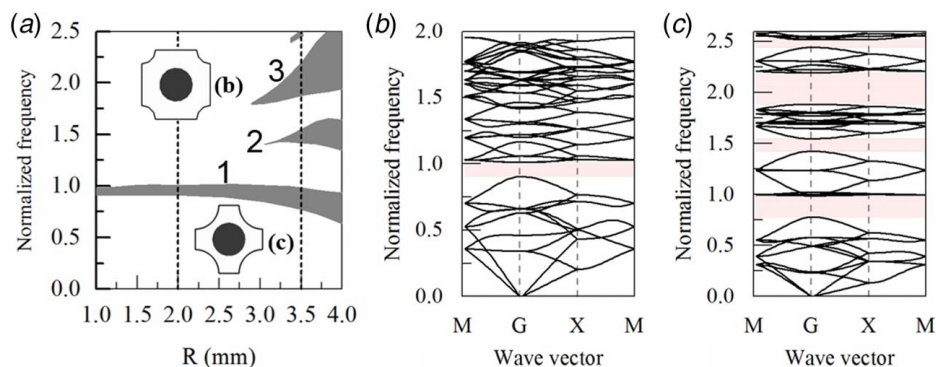 (a)
Normalized frequency
2.5
2.0
1.5
1.0
0.5
0.0
3
2
1
(b)
(c)
1.0 1.5 2.0 2.5 3.0 3.5 4.0
R (mm)
(b)
Normalized frequency
2.0
1.5
1.0
0.5
0.0
M G X M
Wave vector
(c)
Normalized frequency
2.5
2.0
1.5
1.0
0.5
0.0
M G X M
Wave vector